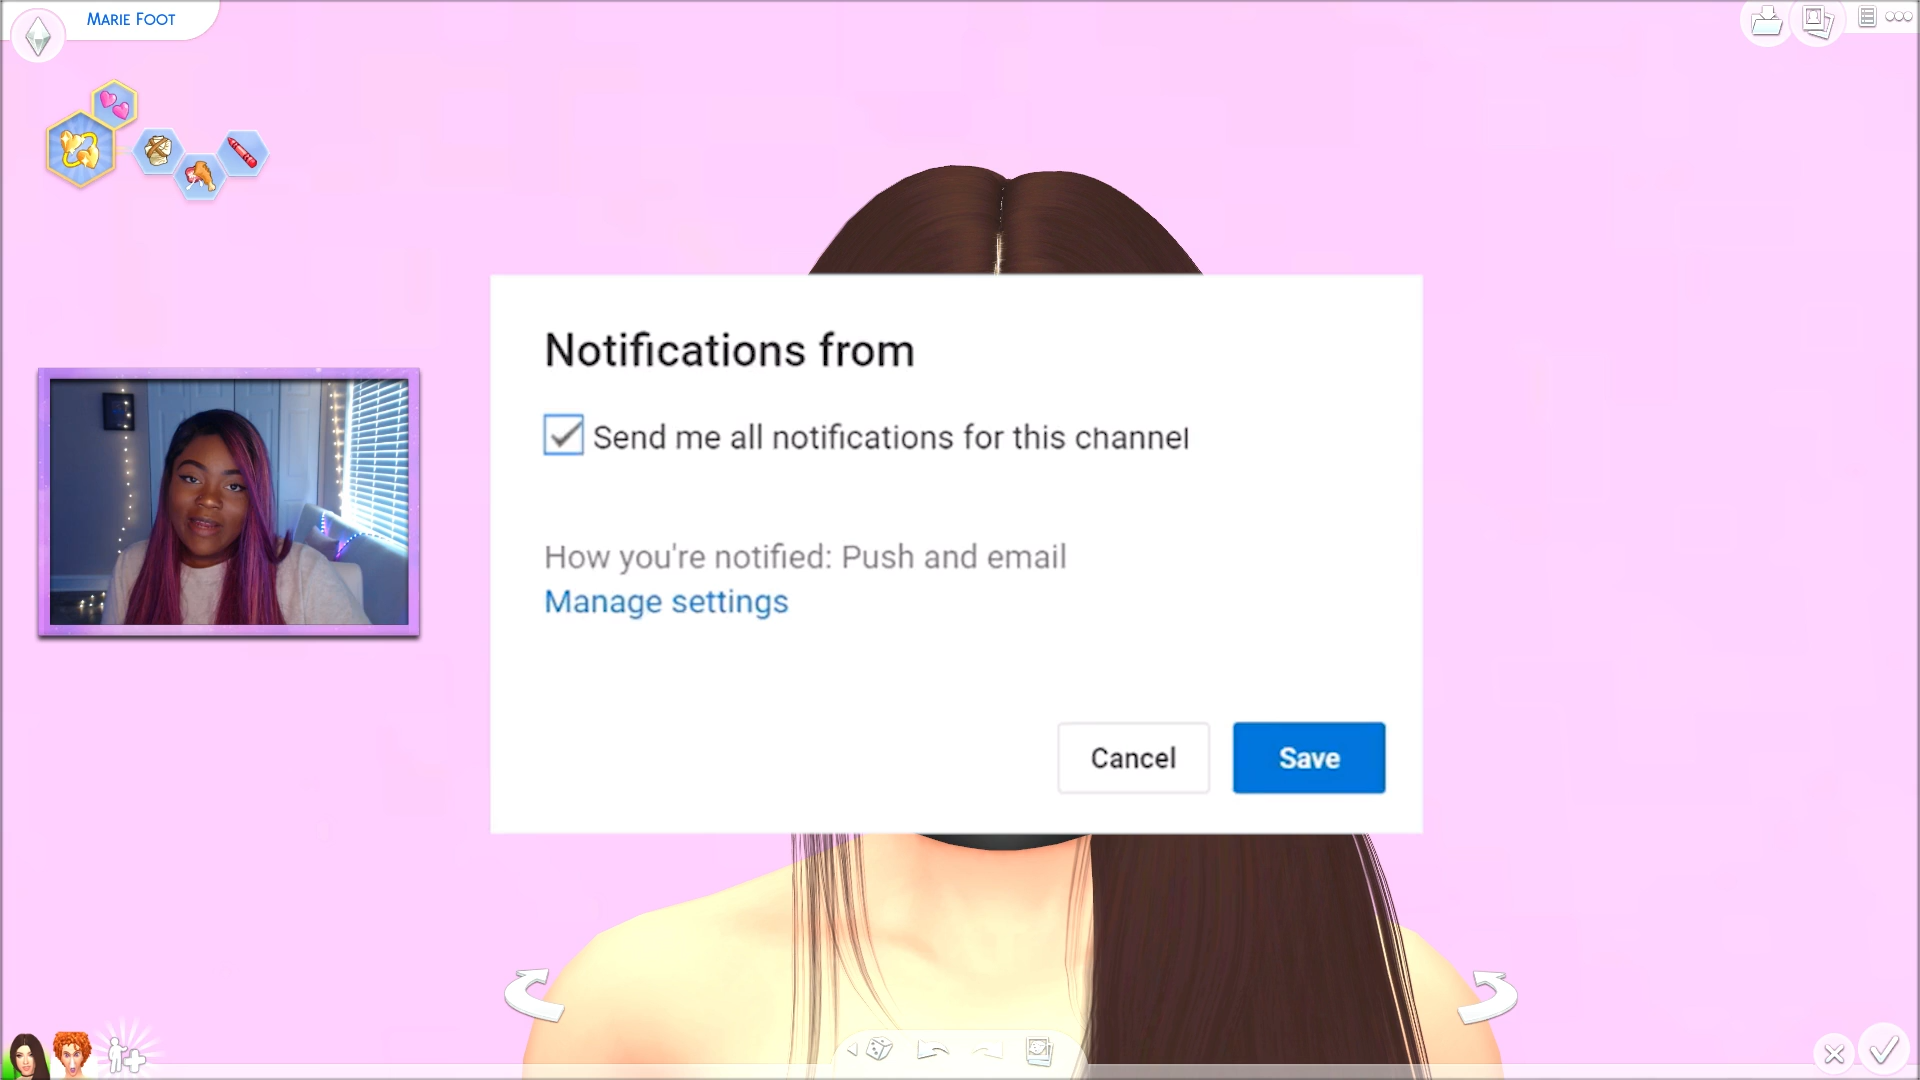 Marie Foot
Notifications from
Send me all notifications for this channel
How you're notified: Push and email
Manage settings
Cancel
Save